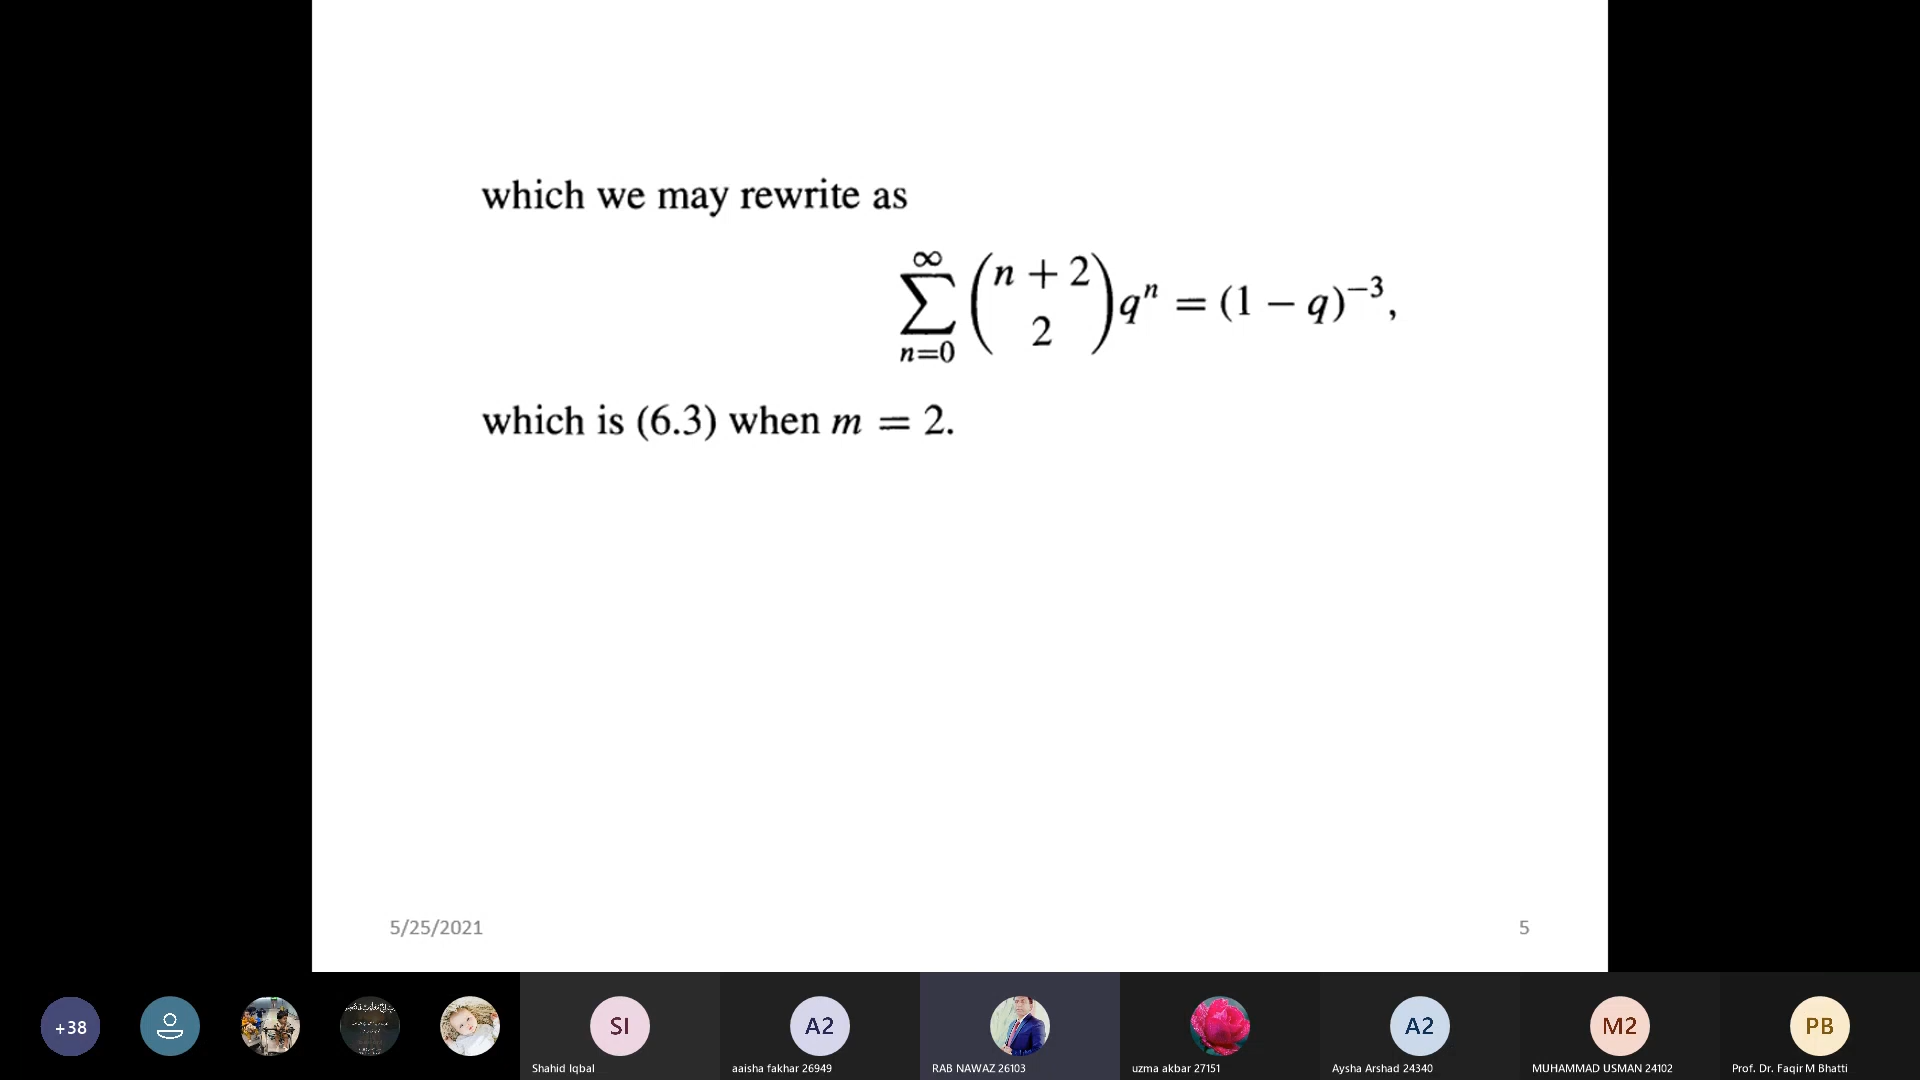 which we may rewrite as
∑_{n=0}^{∞} \binom{n + 2}{2} q^n = (1 − q)^{−3},
which is (6.3) when m = 2.
5/25/2021
5
+38
SI
A2
A2
M2
PB
Shahid Iqbal
aaisha fakhar 26949
RAB NAWAZ 26103
uzma akbar 27151
Aysha Arshad 24340
MUHAMMAD USMAN 24102
Prof. Dr. Faqir M Bhatti